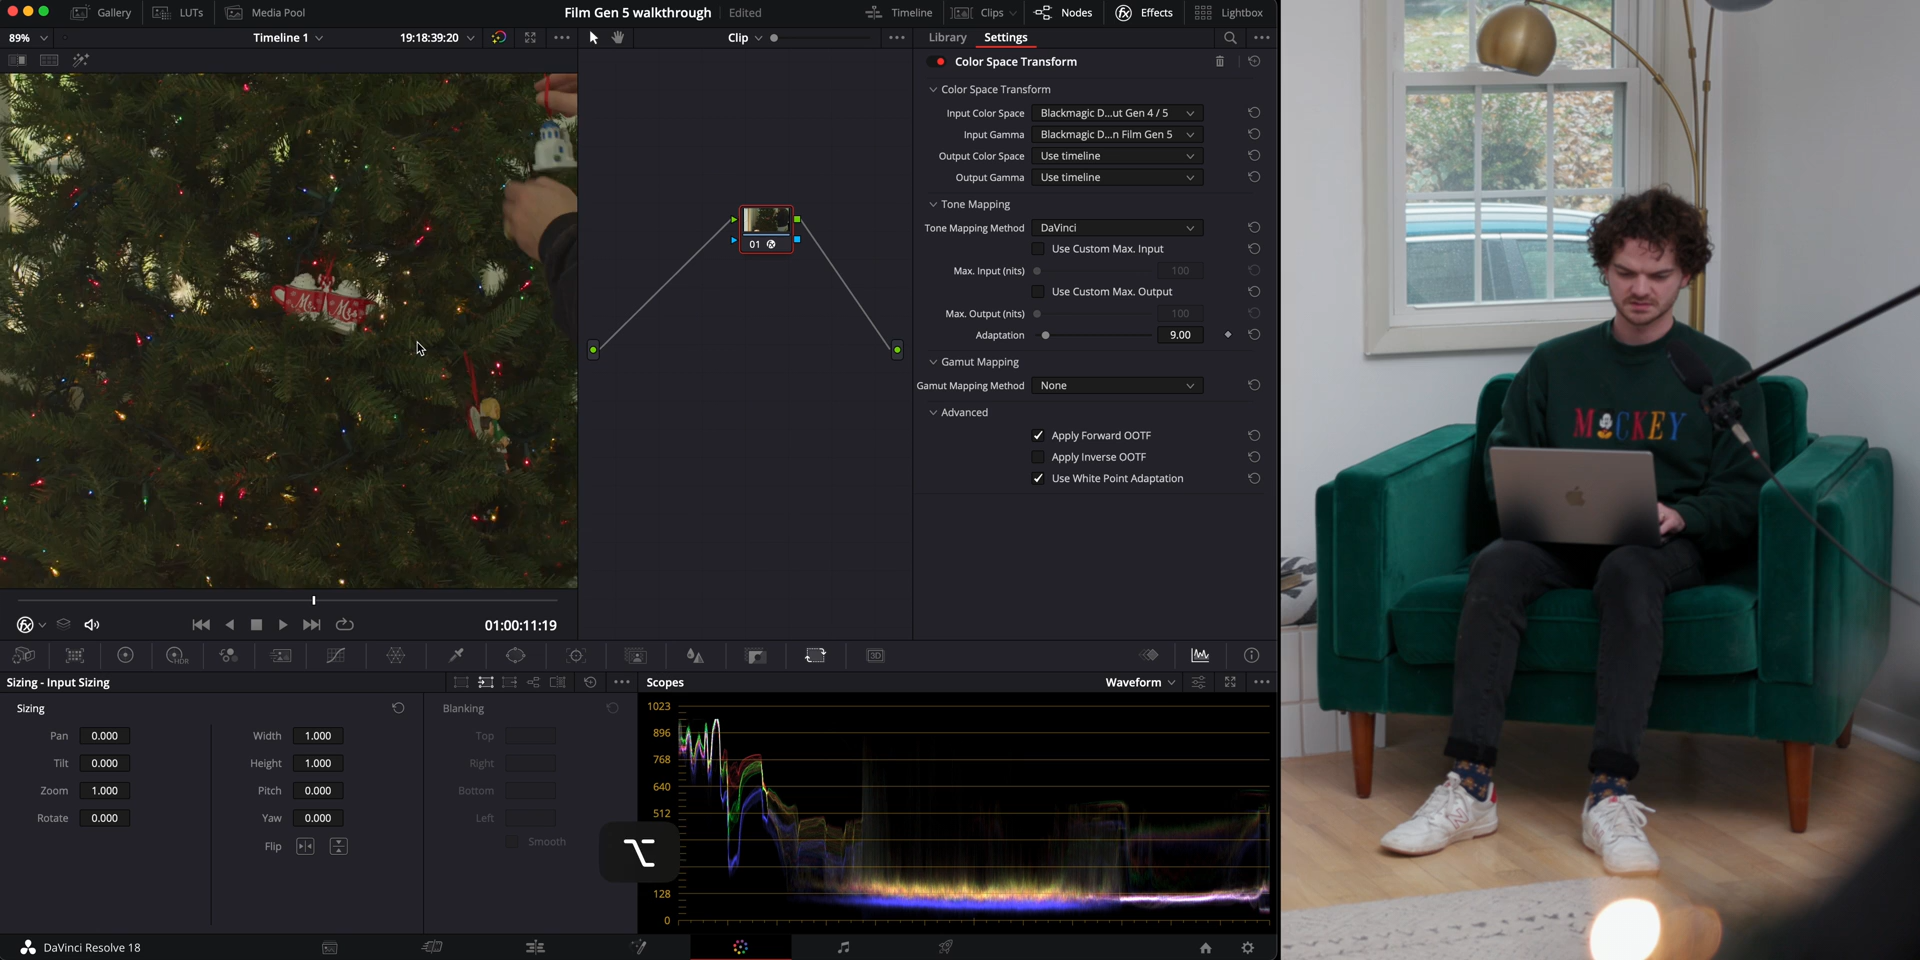 Gallery LUTs Media Pool Film Gen 5 walkthrough Edited Timeline Clips Nodes Effects Lightbox
89% Timeline 1 19:18:39:20 Clip Library Settings
Color Space Transform
Color Space Transform
Input Color Space Blackmagic D...ut Gen 4 / 5
Input Gamma Blackmagic D...n Film Gen 5
Output Color Space Use timeline
Output Gamma Use timeline
Tone Mapping
Tone Mapping Method DaVinci
Use Custom Max. Input
Max. Input (nits) 100
Use Custom Max. Output
Max. Output (nits) 100
Adaptation 9.00
Gamut Mapping
Gamut Mapping Method None
Advanced
Apply Forward OOTF
Apply Inverse OOTF
Use White Point Adaptation
01
Mr. Mrs.
MICKEY
01:00:11:19
HDR
3D
Sizing - Input Sizing Scopes Waveform
Sizing Blanking
Pan 0.000 Width 1.000 Top
Tilt 0.000 Height 1.000 Right
Zoom 1.000 Pitch 0.000 Bottom
Rotate 0.000 Yaw 0.000 Left
Flip Smooth
1023
896
768
640
512
128
0
DaVinci Resolve 18